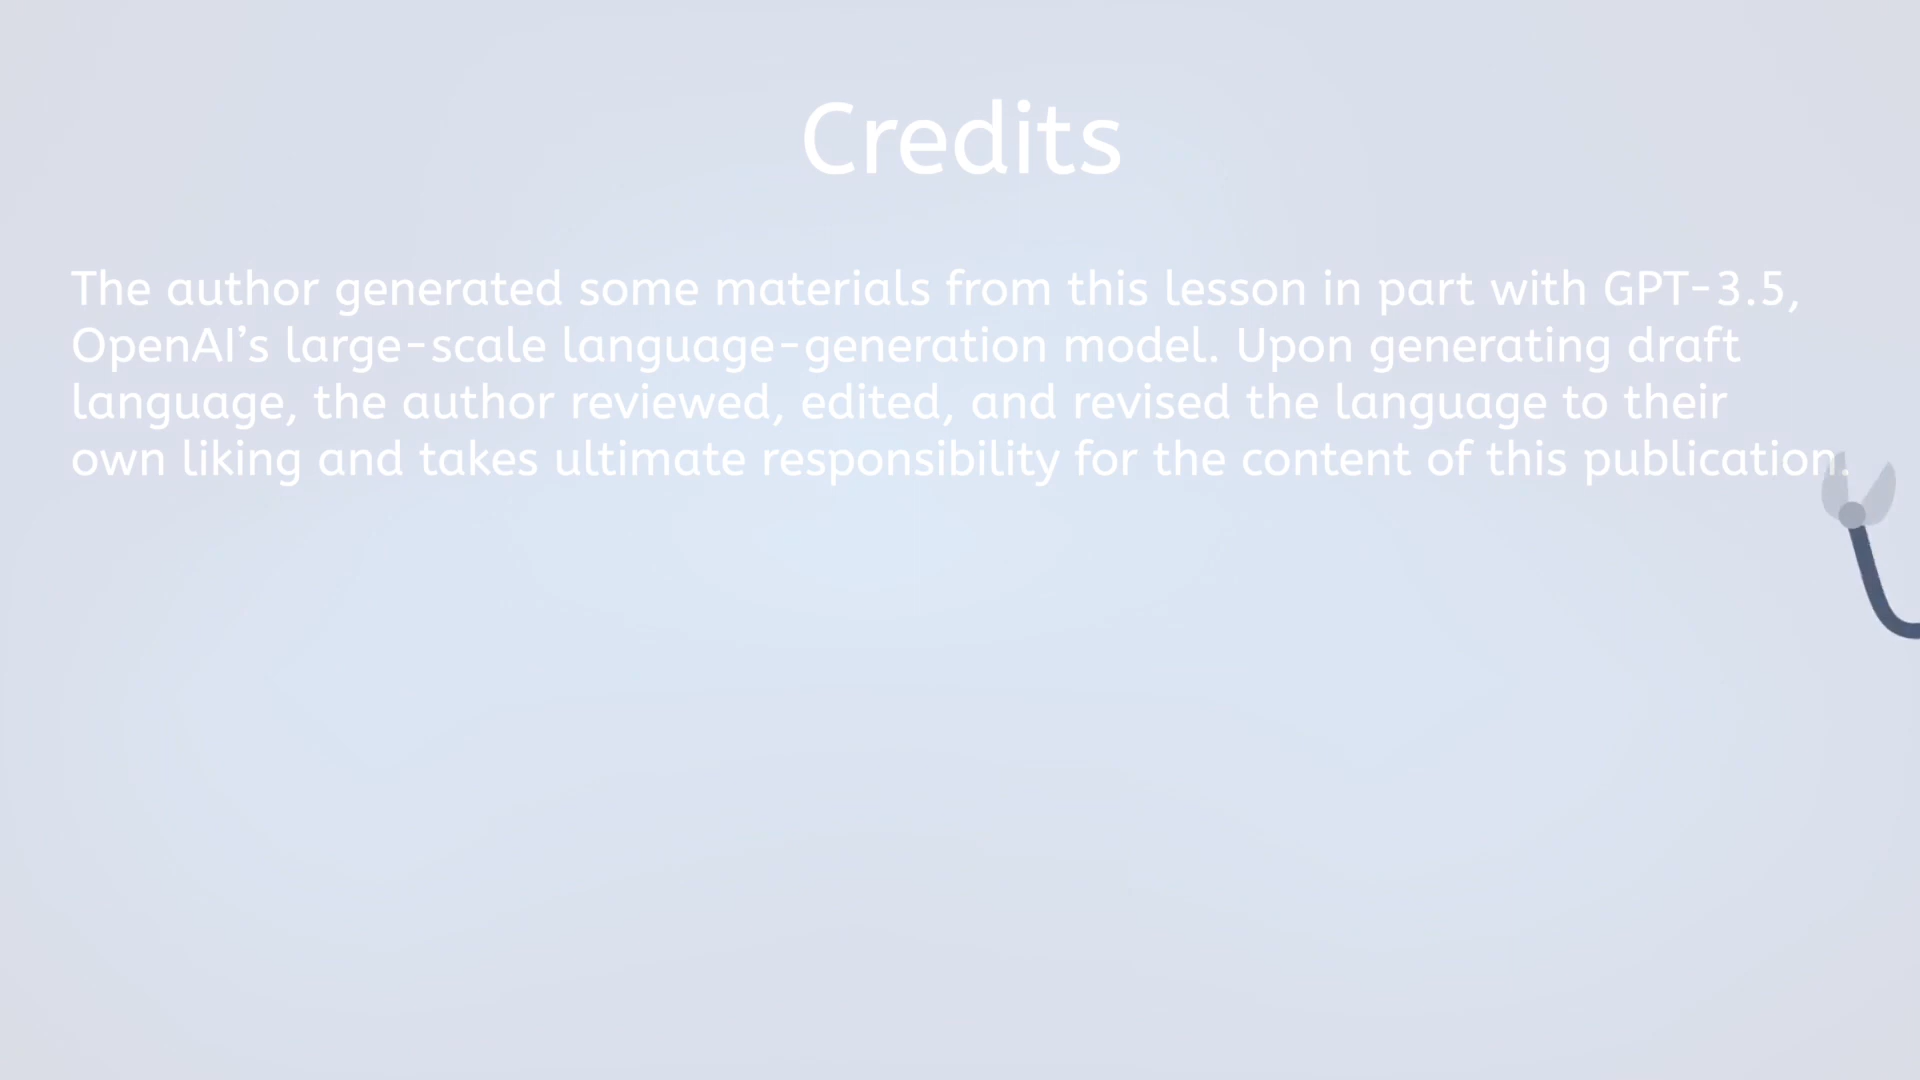 Credits
The author generated some materials from this lesson in part with GPT-3.5,
OpenAI’s large-scale language-generation model. Upon generating draft
language, the author reviewed, edited, and revised the language to their
own liking and takes ultimate responsibility for the content of this publication.